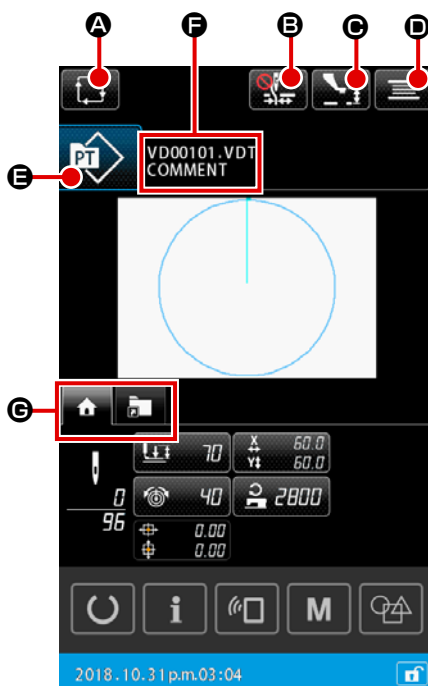 A F B C D
PT
VD00101.VDT
COMMENT
E
G
70 X 60.0
Y 60.0
0 40 2800
96 0.00
0.00
i M
2018.10.31 p.m.03:04